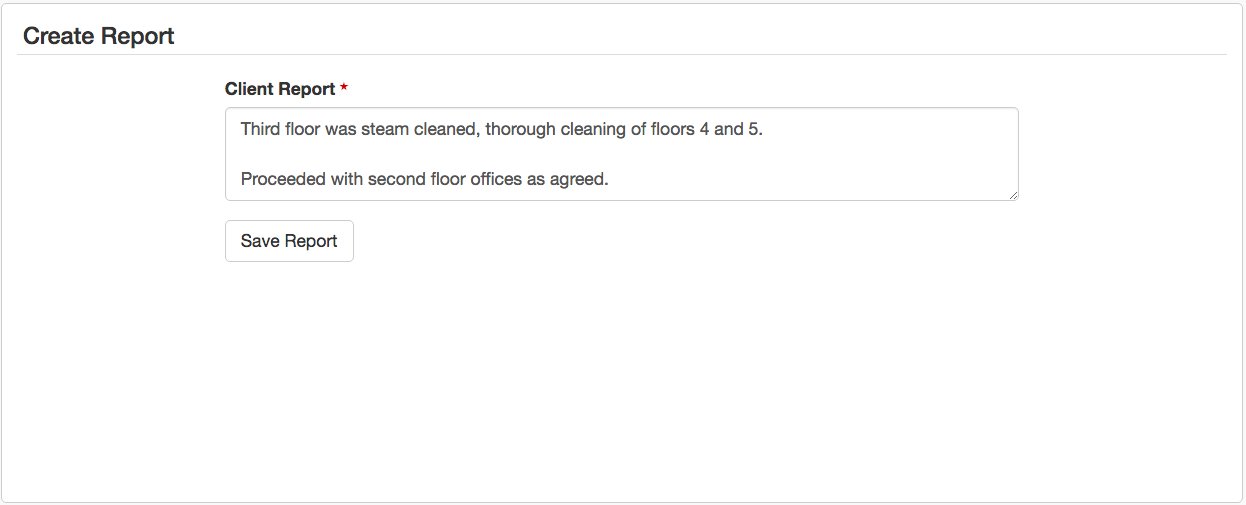 Create Report
Client Report *
Third floor was steam cleaned, thorough cleaning of floors 4 and 5.
Proceeded with second floor offices as agreed.
Save Report